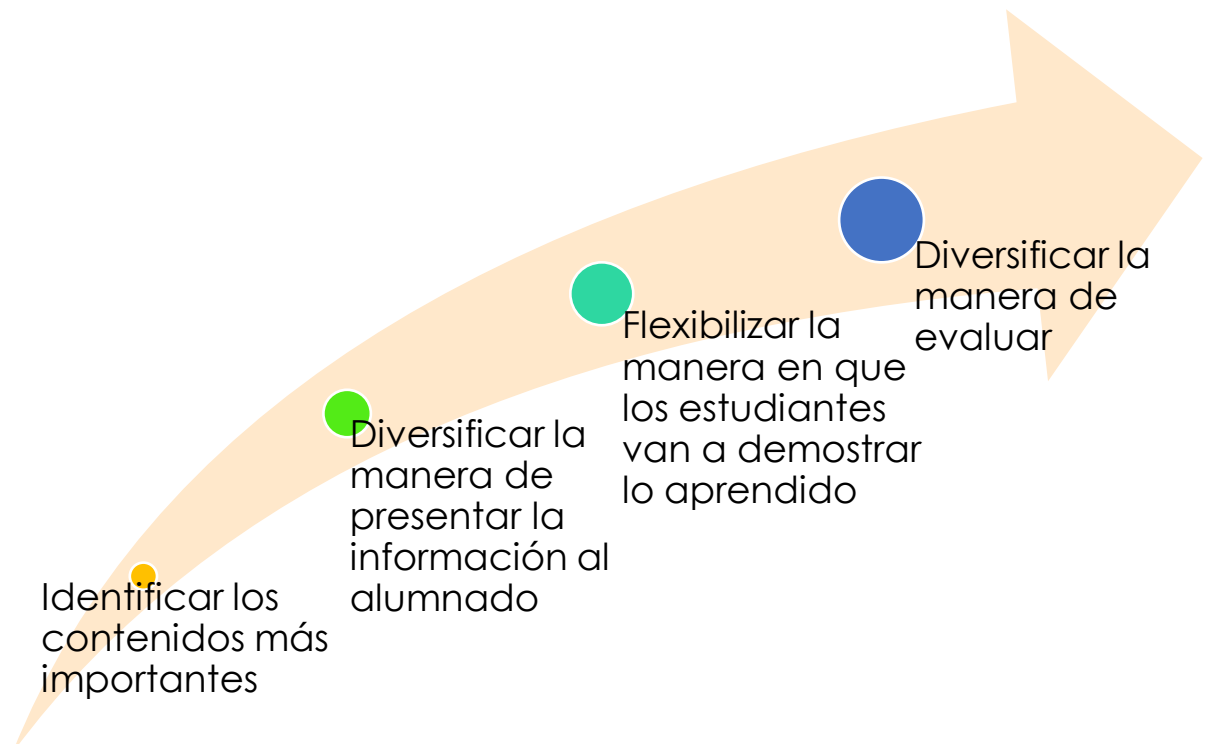 Identificar los
contenidos más
importantes
Diversificar la
manera de
presentar la
información al
alumnado
Flexibilizar la
manera en que
los estudiantes
van a demostrar
lo aprendido
Diversificar la
manera de
evaluar